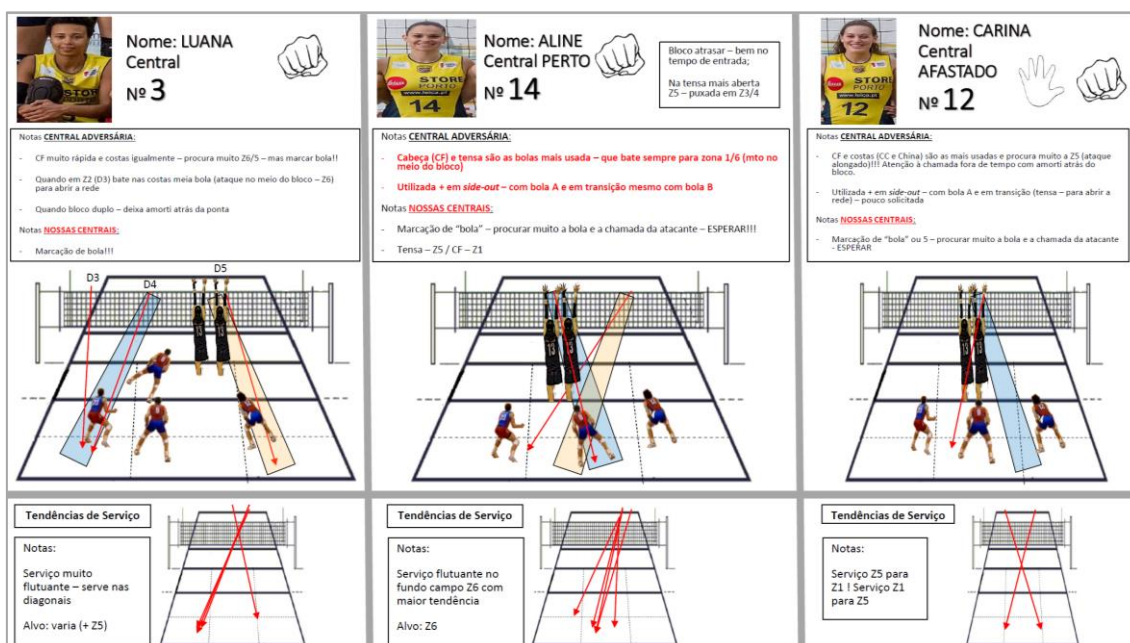 Nome: LUANA
Central
Nº 3
Notas CENTRAL ADVERSÁRIA:
- CF muito rápida e costas igualmente – procura muito Z6/5 – mas marcar bola!!
- Quando em Z2 (D3) bate nas costas meia bola (ataque no meio do bloco – Z6)
para abrir a rede
- Quando bloco duplo – deixa amorti atrás da ponta
Notas NOSSAS CENTRAIS:
- Marcação de bola!!!
D3
D4
D5
Tendências de Serviço
Notas:
Serviço muito
flutuante – serve nas
diagonais
Alvo: varia (+ Z5)
STORE
PORTO
14
Nome: ALINE
Central PERTO
Nº 14
Bloco atrasar – bem no
tempo de entrada;
Na tensa mais aberta
Z5 – puxada em Z3/4
Notas CENTRAL ADVERSÁRIA:
- Cabeça (CF) e tensa são as bolas mais usada – que bate sempre para zona 1/6 (mto no
meio do bloco)
- Utilizada + em side-out – com bola A e em transição mesmo com bola B
Notas NOSSAS CENTRAIS:
- Marcação de "bola" – procurar muito a bola e a chamada da atacante – ESPERAR!!!
- Tensa – Z5 / CF – Z1
Tendências de Serviço
Notas:
Serviço flutuante no
fundo campo Z6 com
maior tendência
Alvo: Z6
STORE
PORTO
12
Nome: CARINA
Central
AFASTADO
Nº 12
Notas CENTRAL ADVERSÁRIA:
- CF e costas (CC e China) são as mais usadas e procura muito a Z5 (ataque
alongado)!!! Atenção à chamada fora de tempo com amorti atrás do
bloco.
- Utilizada + em side-out – com bola A e em transição (tensa – para abrir a
rede) – pouco solicitada
Notas NOSSAS CENTRAIS:
- Marcação de "bola" ou 5 – procurar muito a bola e a chamada da atacante
- ESPERAR
Tendências de Serviço
Notas:
Serviço Z5 para
Z1 ! Serviço Z1
para Z5